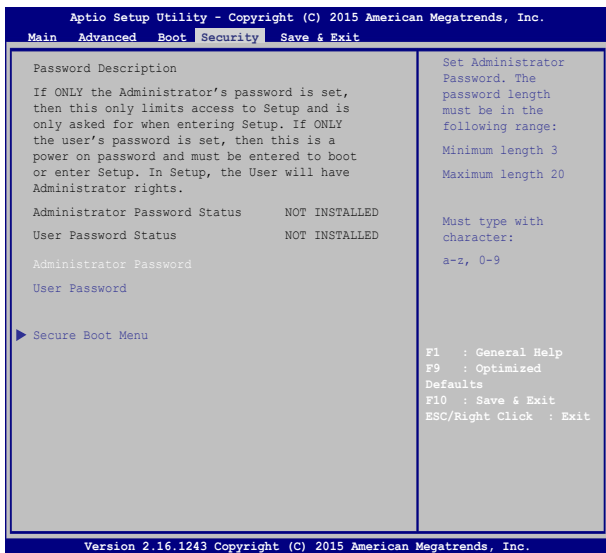 Aptio Setup Utility - Copyright (C) 2015 American Megatrends, Inc.
Main Advanced Boot Security Save & Exit
Password Description
If ONLY the Administrator's password is set,
then this only limits access to Setup and is
only asked for when entering Setup. If ONLY
the user's password is set, then this is a
power on password and must be entered to boot
or enter Setup. In Setup, the User will have
Administrator rights.
Administrator Password Status NOT INSTALLED
User Password Status NOT INSTALLED
Administrator Password
User Password
Secure Boot Menu
Set Administrator
Password. The
password length
must be in the
following range:
Minimum length 3
Maximum length 20
Must type with
character:
a-z, 0-9
F1 : General Help
F9 : Optimized
Defaults
F10 : Save & Exit
ESC/Right Click : Exit
Version 2.16.1243 Copyright (C) 2015 American Megatrends, Inc.